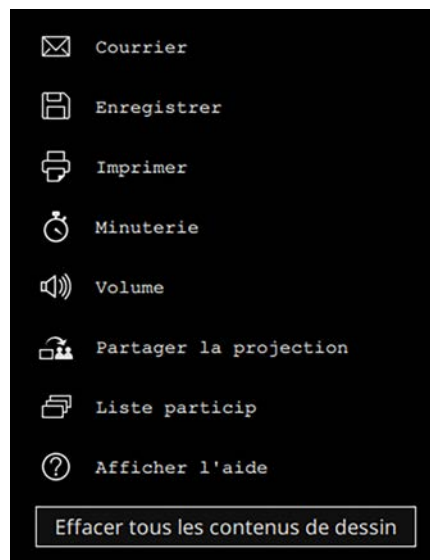 Courrier
Enregistrer
Imprimer
Minuterie
Volume
Partager la projection
Liste particip
Afficher l'aide
Effacer tous les contenus de dessin